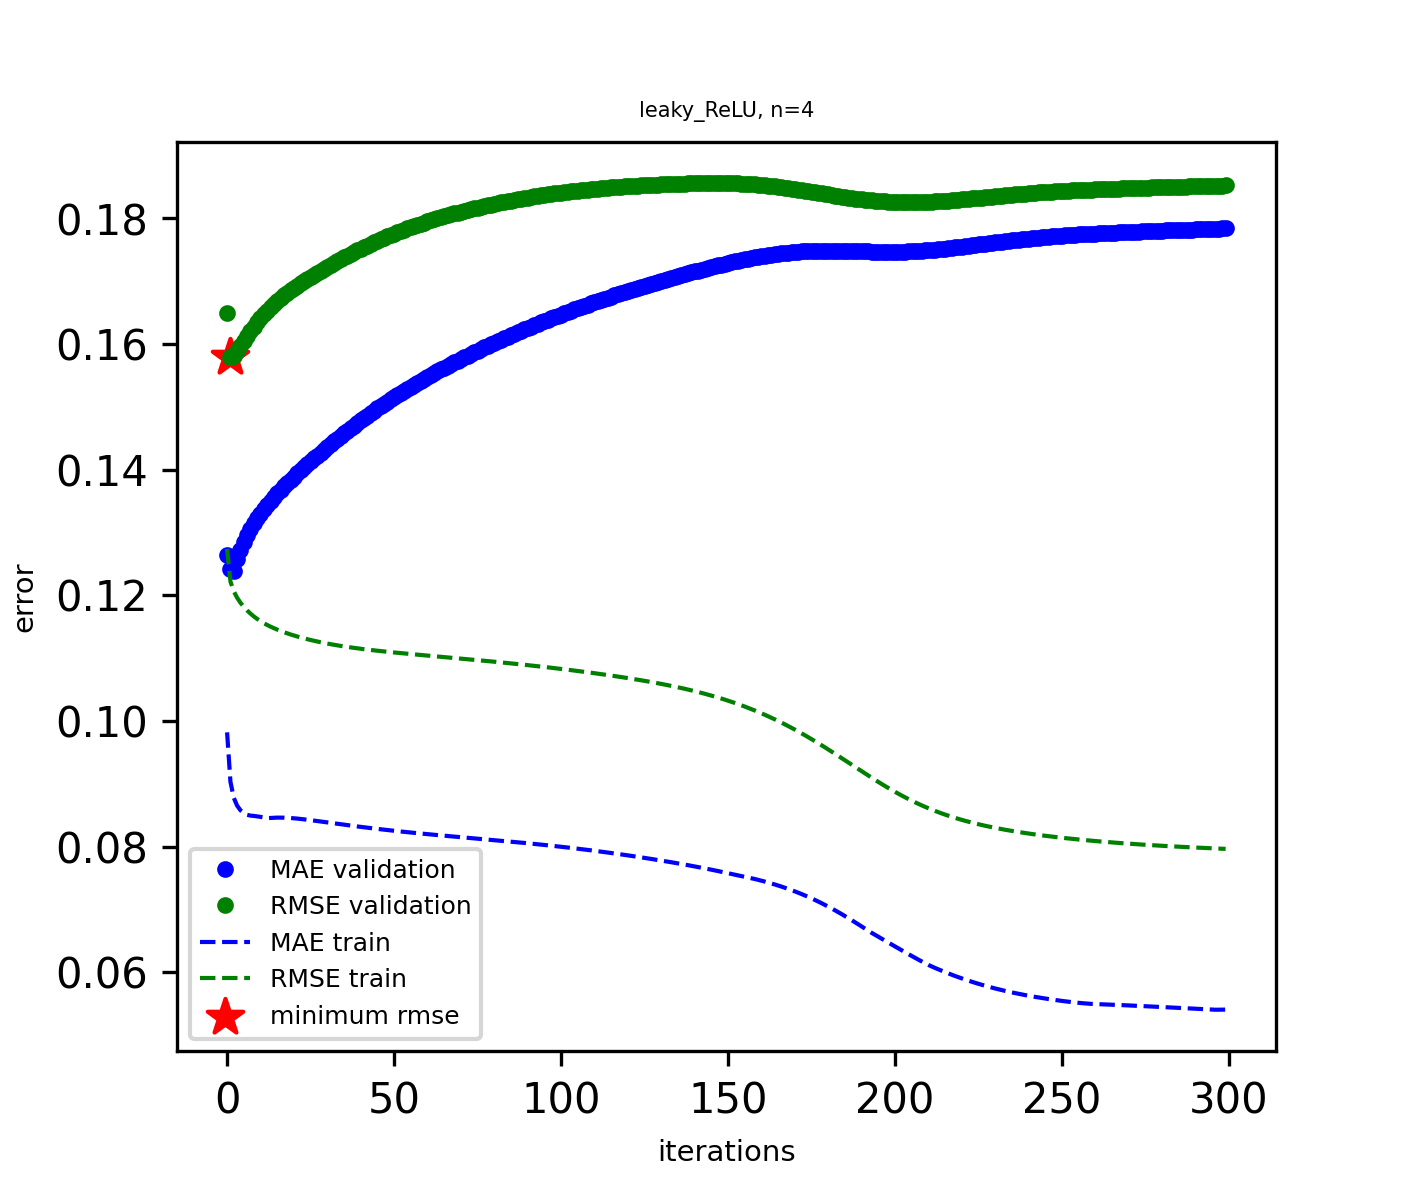 leaky_ReLU, n=4
error
0.18
0.16
0.14
0.12
0.10
0.08
0.06
MAE validation
RMSE validation
MAE train
RMSE train
minimum rmse
0 50 100 150 200 250 300
iterations